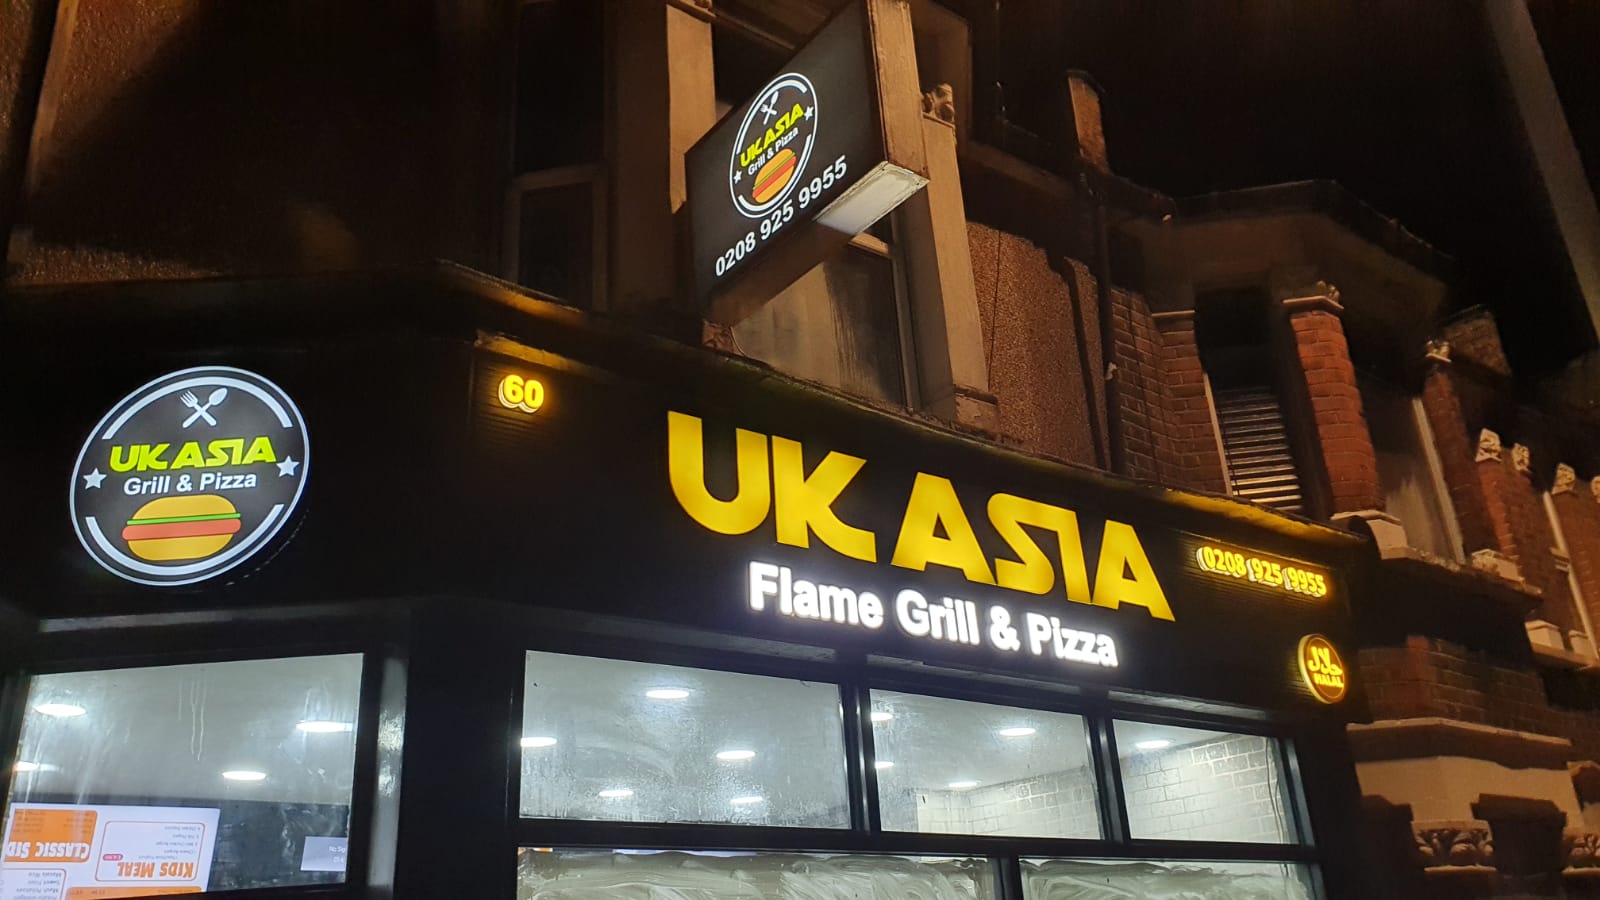 UK ASIA
Grill & Pizza
0208 925 9955
60
UK ASIA
Grill & Pizza
UK ASIA
Flame Grill & Pizza
0208 925 9955
حلال
HALAL
CLASSIC SID
KIDS MEAL